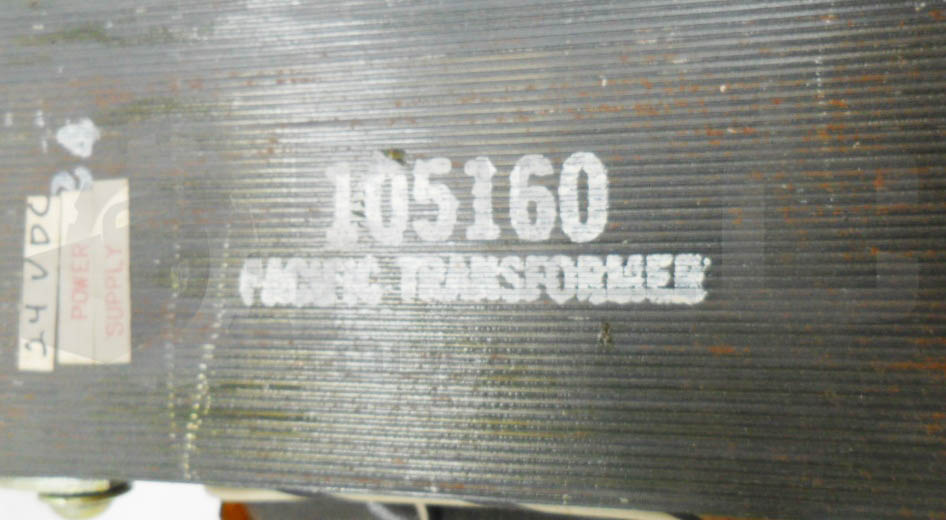 105160
PACIFIC TRANSFORMER
24 VDC
POWER
SUPPLY